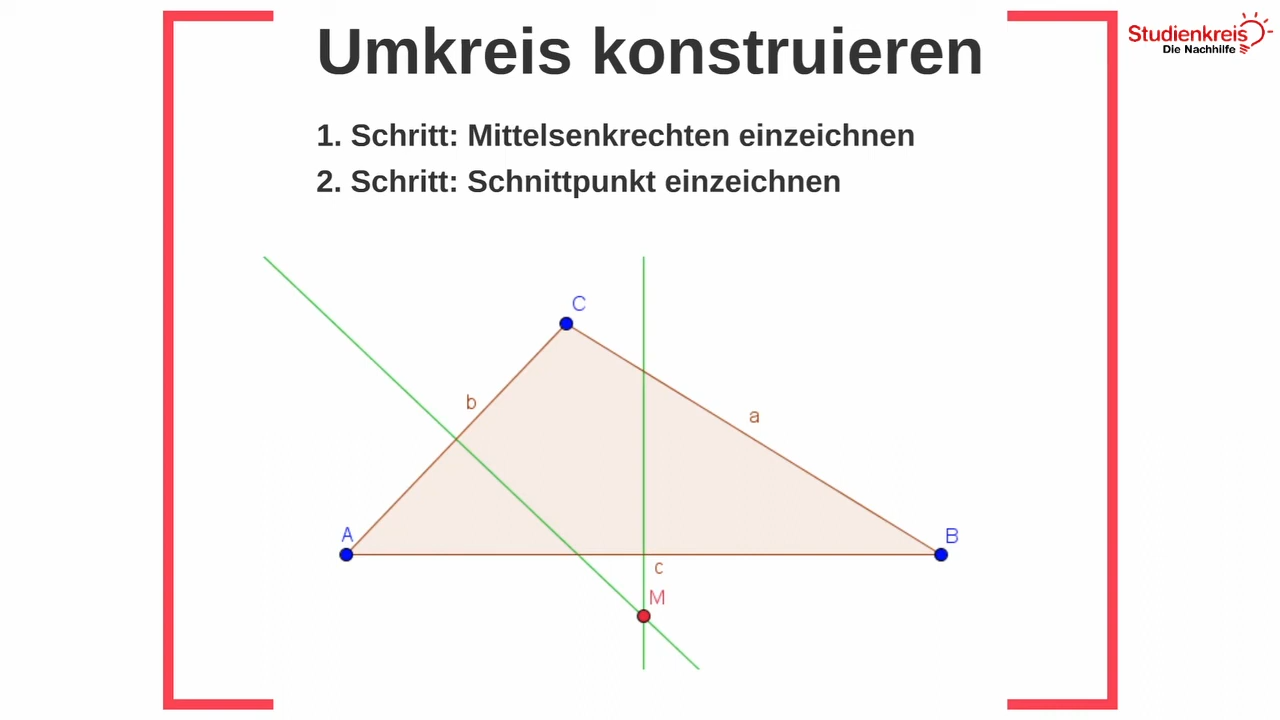 Umkreis konstruieren
Studienkreis
Die Nachhilfe
1. Schritt: Mittelsenkrechten einzeichnen
2. Schritt: Schnittpunkt einzeichnen
C
b
a
A
B
c
M